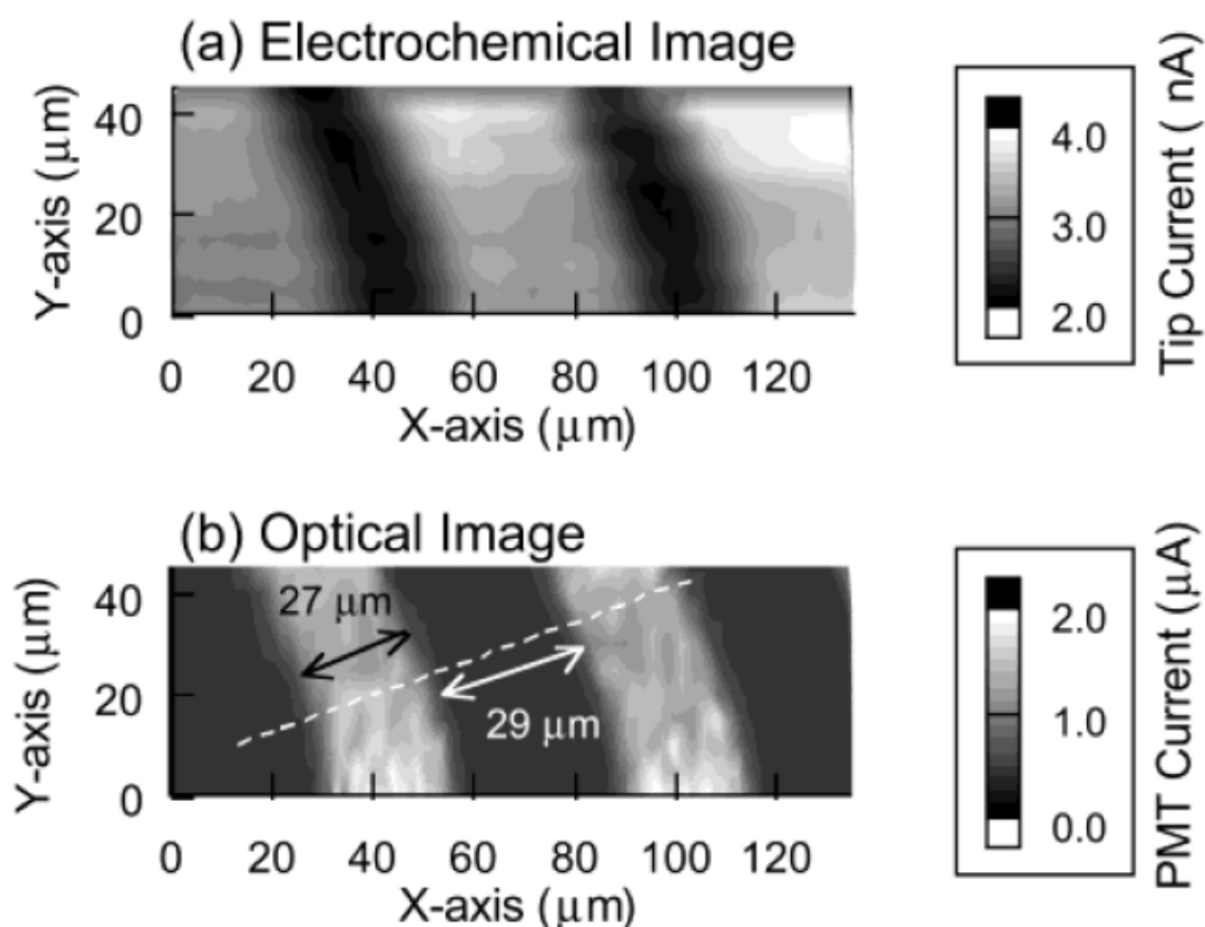 (a) Electrochemical Image
Y-axis (μm)
40
20
0
0 20 40 60 80 100 120
X-axis (μm)
4.0
3.0
2.0
Tip Current ( nA)
(b) Optical Image
Y-axis (μm)
40
20
0
27 μm
29 μm
0 20 40 60 80 100 120
X-axis (μm)
2.0
1.0
0.0
PMT Current (μA)